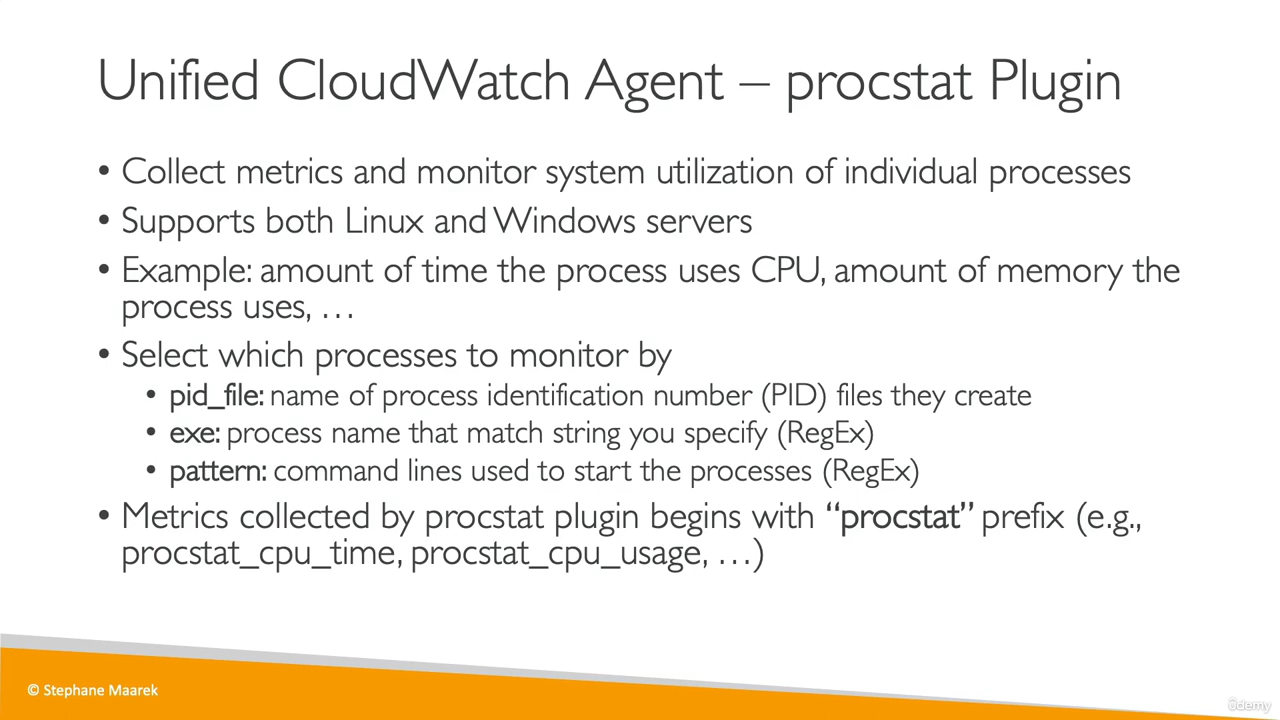 Unified CloudWatch Agent – procstat Plugin
• Collect metrics and monitor system utilization of individual processes
• Supports both Linux and Windows servers
• Example: amount of time the process uses CPU, amount of memory the
process uses, …
• Select which processes to monitor by
• pid_file: name of process identification number (PID) files they create
• exe: process name that match string you specify (RegEx)
• pattern: command lines used to start the processes (RegEx)
• Metrics collected by procstat plugin begins with “procstat” prefix (e.g.,
procstat_cpu_time, procstat_cpu_usage, …)
© Stephane Maarek
ûdemy